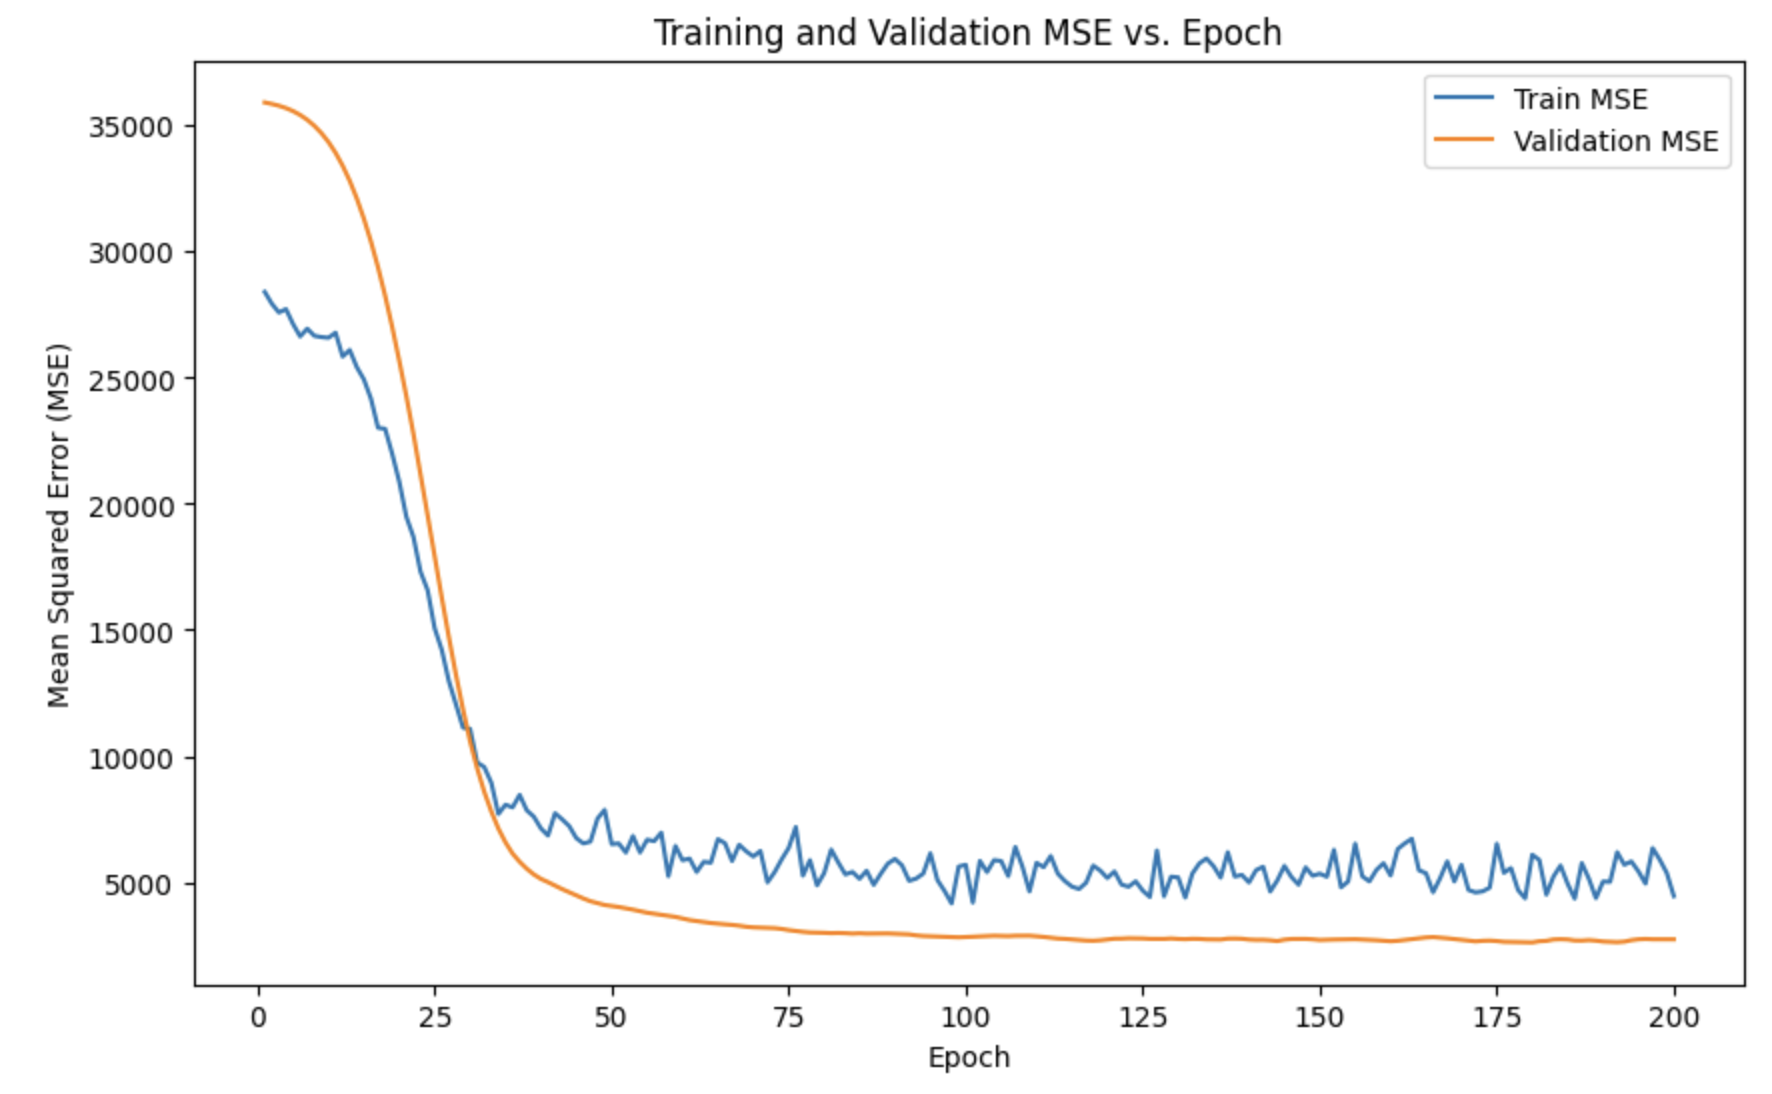 Training and Validation MSE vs. Epoch
Train MSE
Validation MSE
Mean Squared Error (MSE)
35000
30000
25000
20000
15000
10000
5000
0 25 50 75 100 125 150 175 200
Epoch